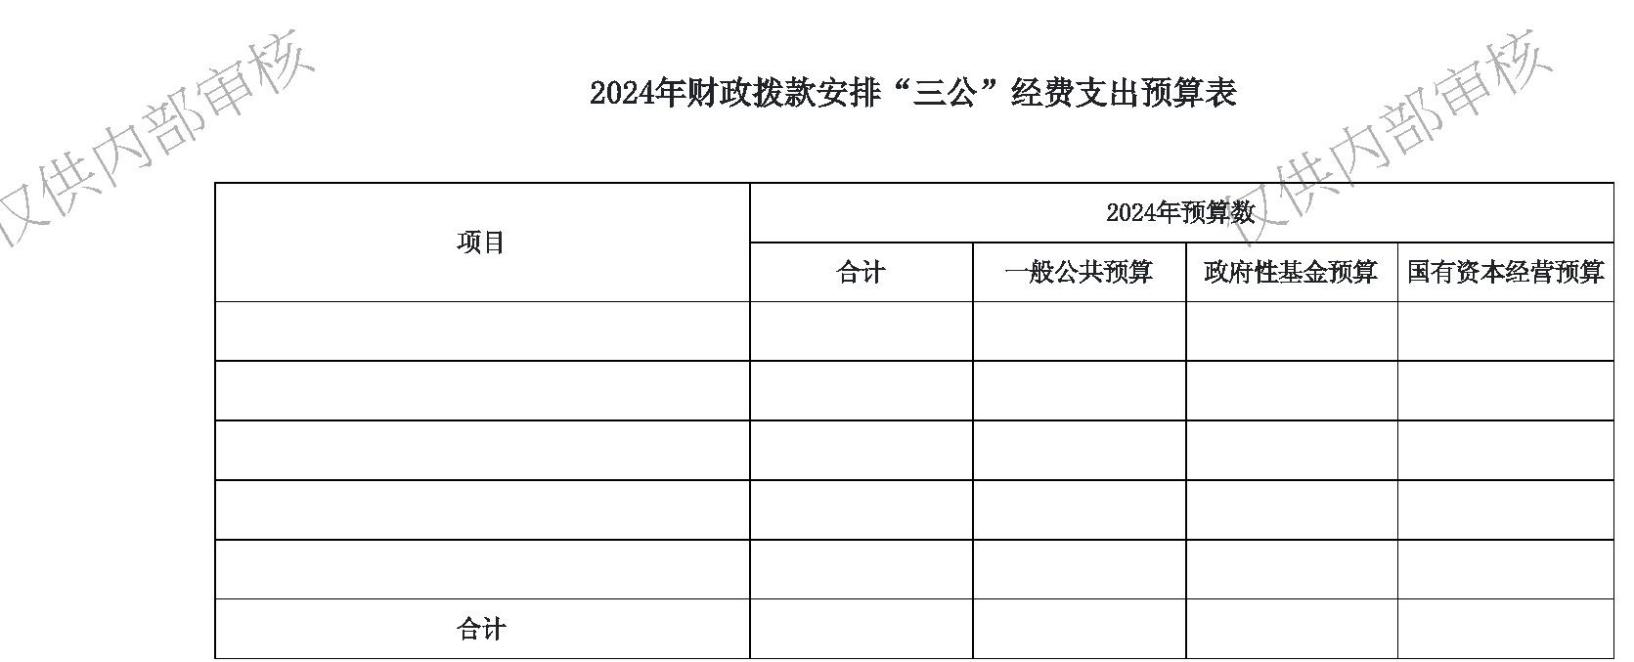 仅供内部审核
仅供内部审核
2024年财政拨款安排“三公”经费支出预算表
项目
2024年预算数
合计
一般公共预算
政府性基金预算
国有资本经营预算
合计